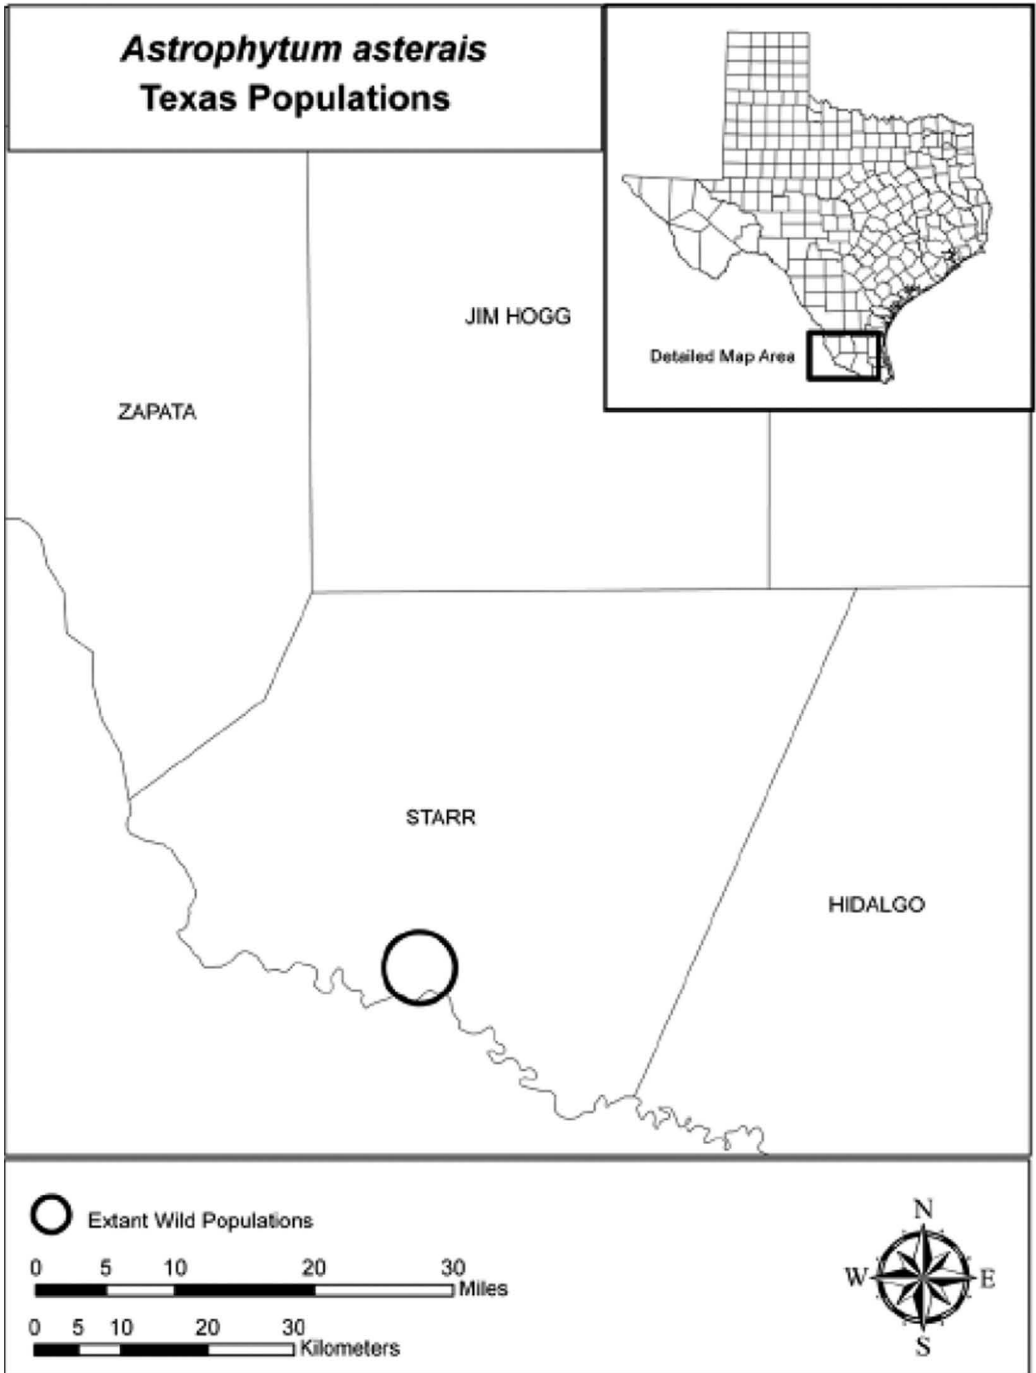 Astrophytum asterais
Texas Populations
Detailed Map Area
JIM HOGG
ZAPATA
STARR
HIDALGO
Extant Wild Populations
0 5 10 20 30
Miles
0 5 10 20 30
Kilometers
N
W E
S